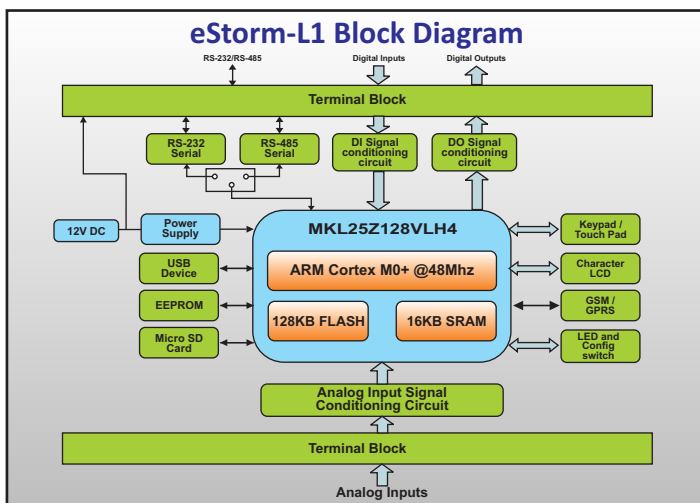 eStorm-L1 Block Diagram
RS-232/RS-485
Digital Inputs
Digital Outputs
Terminal Block
RS-232
Serial
RS-485
Serial
DI Signal
conditioning
circuit
DO Signal
conditioning
circuit
12V DC
Power
Supply
MKL25Z128VLH4
Keypad /
Touch Pad
USB
Device
ARM Cortex M0+ @48Mhz
Character
LCD
EEPROM
128KB FLASH
16KB SRAM
GSM /
GPRS
Micro SD
Card
LED and
Config
switch
Analog Input Signal
Conditioning Circuit
Terminal Block
Analog Inputs